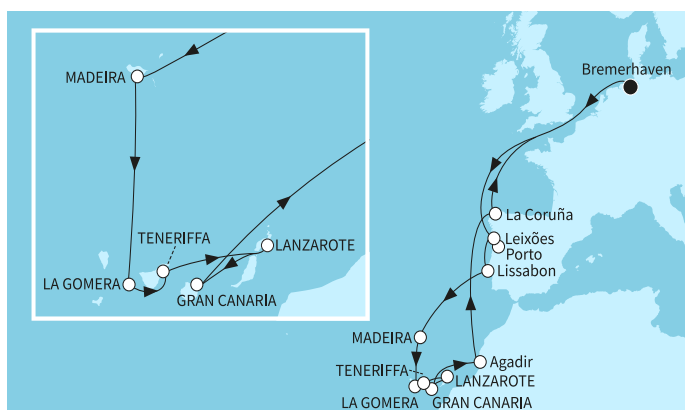 MADEIRA
TENERIFFA
LANZAROTE
LA GOMERA
GRAN CANARIA
Bremerhaven
La Coruña
Leixões
Porto
Lissabon
MADEIRA
Agadir
TENERIFFA
LANZAROTE
LA GOMERA
GRAN CANARIA